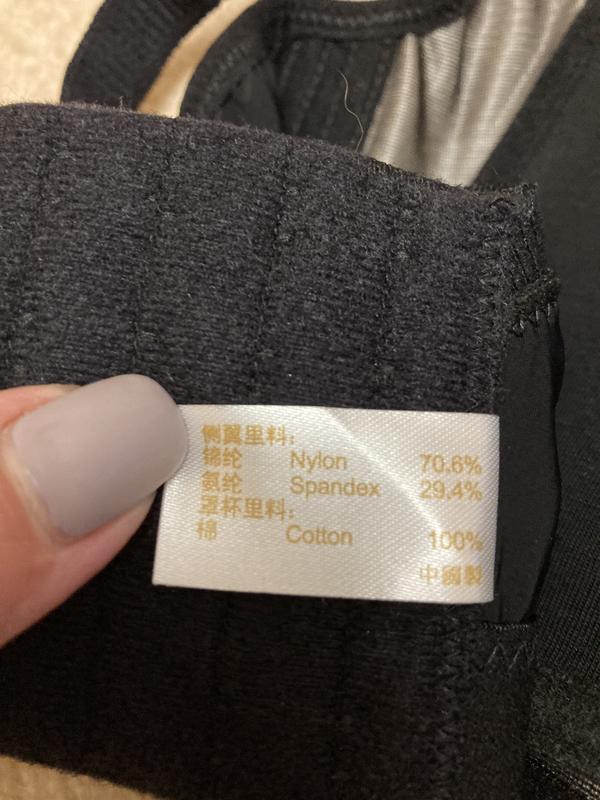 侧翼里料:
锦纶 Nylon 70.6%
氨纶 Spandex 29.4%
罩杯里料:
棉 Cotton 100%
中國製